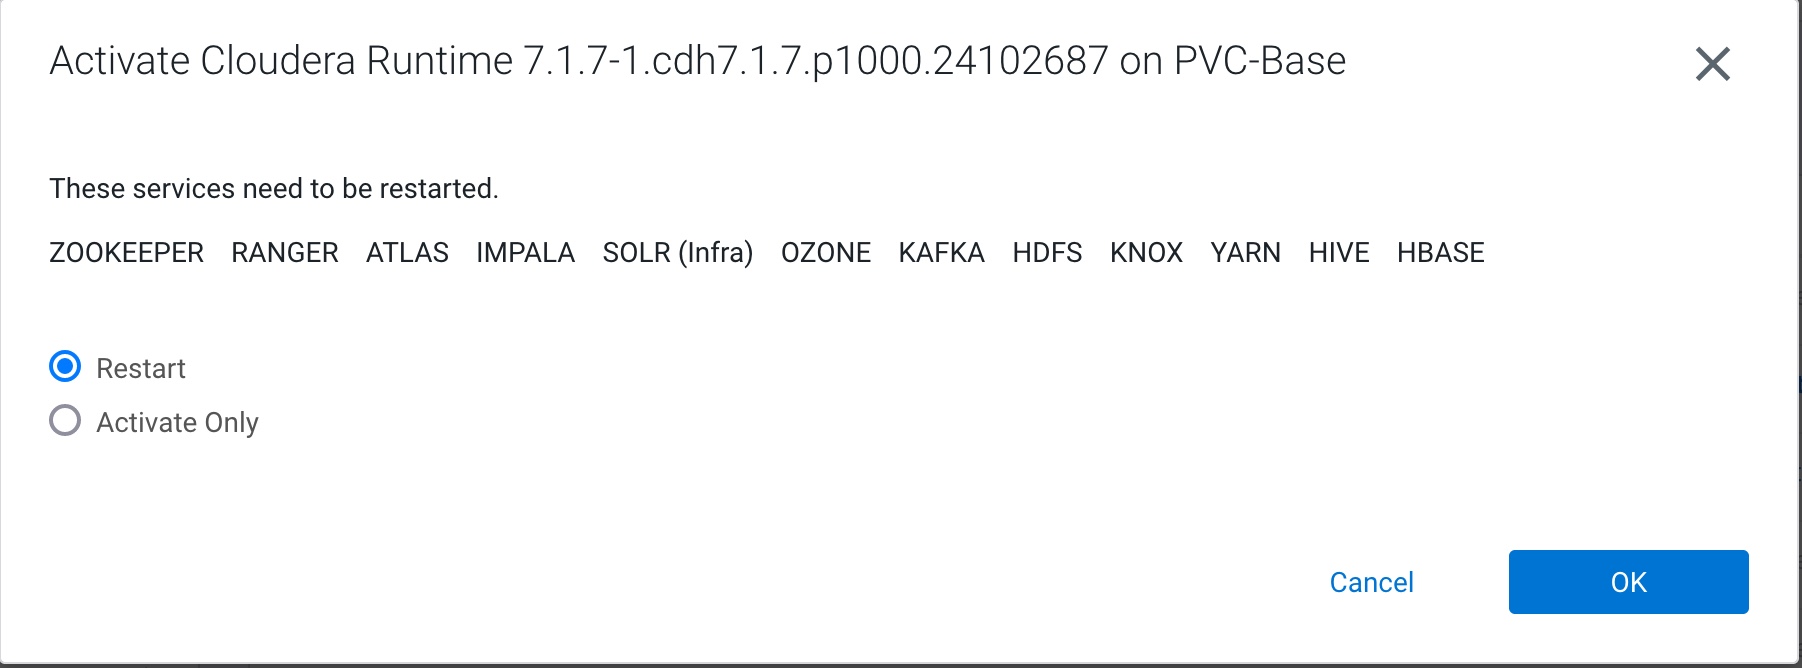 Activate Cloudera Runtime 7.1.7-1.cdh7.1.7.p1000.24102687 on PVC-Base
These services need to be restarted.
ZOOKEEPER RANGER ATLAS IMPALA SOLR (Infra) OZONE KAFKA HDFS KNOX YARN HIVE HBASE
Restart
Activate Only
Cancel OK